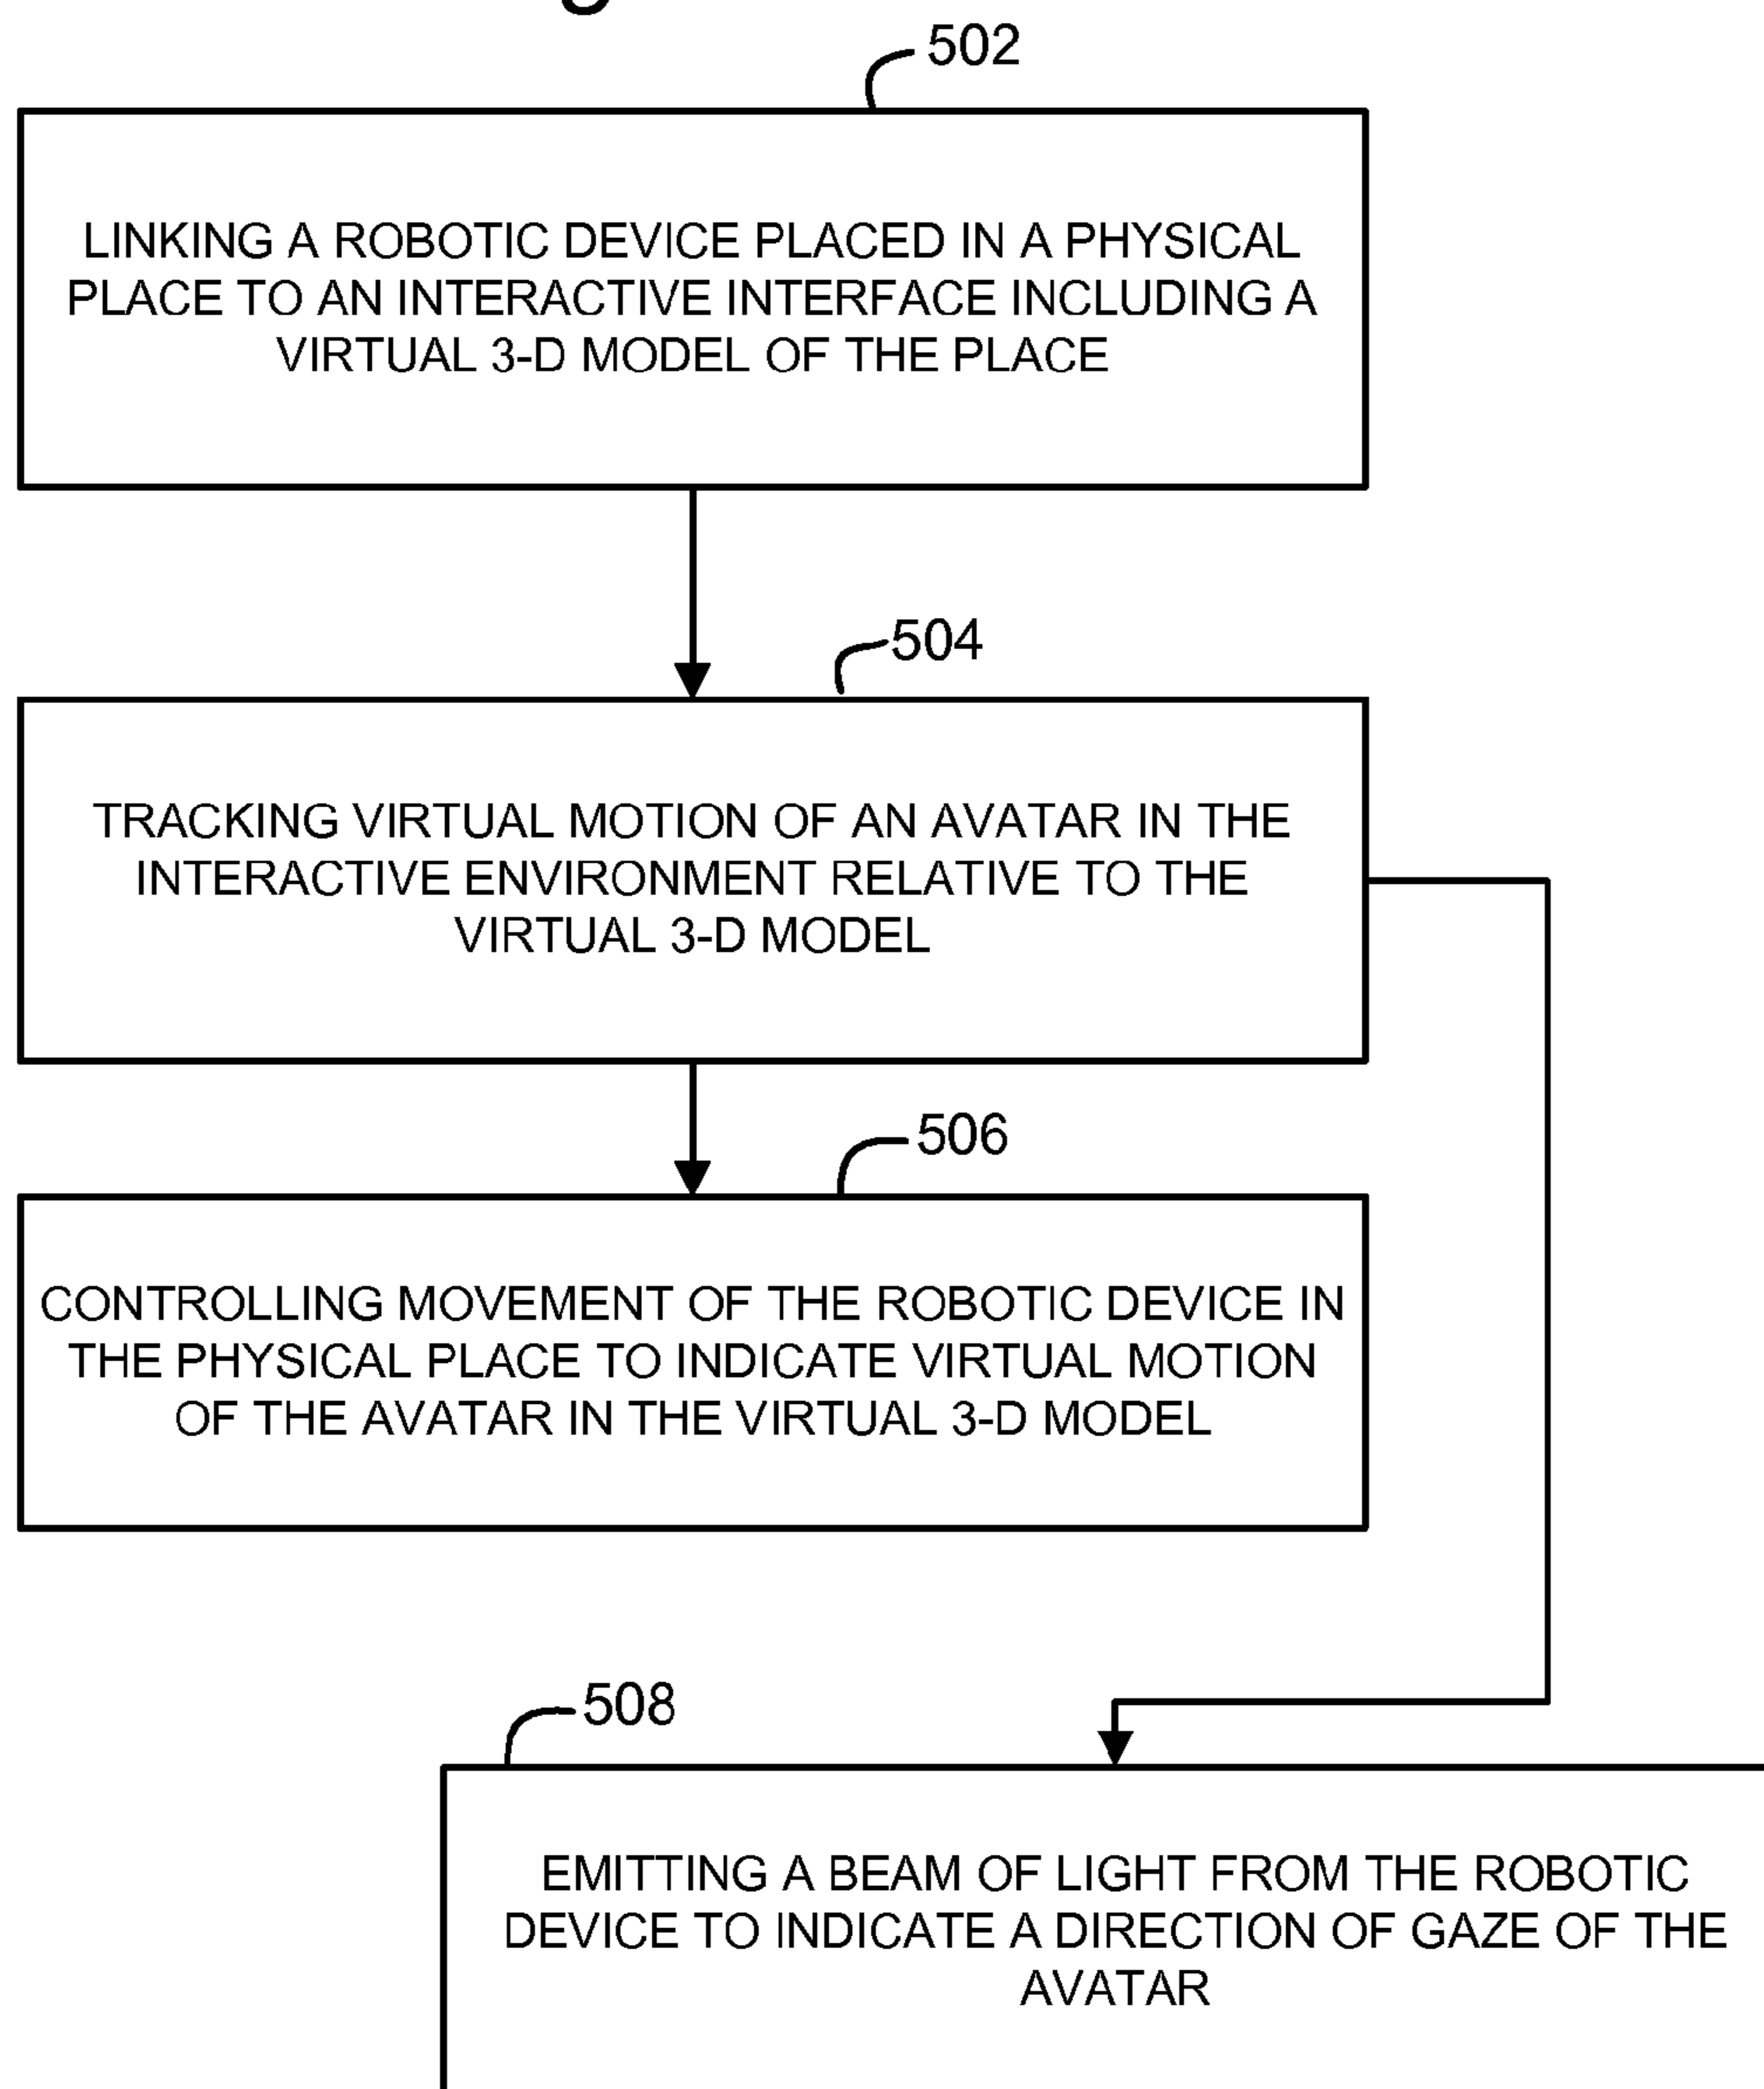 502
LINKING A ROBOTIC DEVICE PLACED IN A PHYSICAL
PLACE TO AN INTERACTIVE INTERFACE INCLUDING A
VIRTUAL 3-D MODEL OF THE PLACE
504
TRACKING VIRTUAL MOTION OF AN AVATAR IN THE
INTERACTIVE ENVIRONMENT RELATIVE TO THE
VIRTUAL 3-D MODEL
506
CONTROLLING MOVEMENT OF THE ROBOTIC DEVICE IN
THE PHYSICAL PLACE TO INDICATE VIRTUAL MOTION
OF THE AVATAR IN THE VIRTUAL 3-D MODEL
508
EMITTING A BEAM OF LIGHT FROM THE ROBOTIC
DEVICE TO INDICATE A DIRECTION OF GAZE OF THE
AVATAR